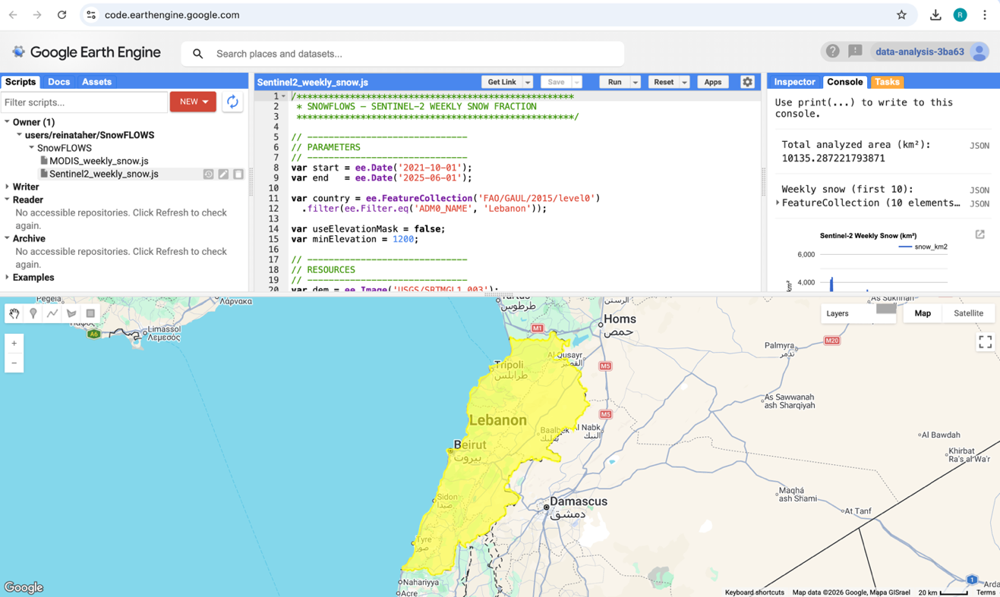 code.earthengine.google.com
R
Google Earth Engine
Search places and datasets...
data-analysis-3ba63
Scripts Docs Assets
Filter scripts...
NEW
Owner (1)
users/reinataher/SnowFLOWS
SnowFLOWS
MODIS_weekly_snow.js
Sentinel2_weekly_snow.js
Writer
Reader
No accessible repositories. Click Refresh to check
again.
Archive
No accessible repositories. Click Refresh to check
again.
Examples
Sentinel2_weekly_snow.js
Get Link Save Run Reset Apps
1 /**************************************************
2 * SNOWFLOWS – SENTINEL-2 WEEKLY SNOW FRACTION
3 **************************************************/
4
5 // ------------------------------
6 // PARAMETERS
7 // ------------------------------
8 var start = ee.Date('2021-10-01');
9 var end   = ee.Date('2025-06-01');
10
11 var country = ee.FeatureCollection('FAO/GAUL/2015/level0')
12 .filter(ee.Filter.eq('ADM0_NAME', 'Lebanon'));
13
14 var useElevationMask = false;
15 var minElevation = 1200;
16
17 // ------------------------------
18 // RESOURCES
19 // ------------------------------
20 var dem = ee.Image('USGS/SRTMGL1_003');
Inspector Console Tasks
Use print(...) to write to this
console.
Total analyzed area (km²): JSON
10135.287221793871
Weekly snow (first 10): JSON
FeatureCollection (10 elements… JSON
Sentinel-2 Weekly Snow (km²)
snow_km2
6,000
4,000
km²
Layers
Map Satellite
+
−
Λάρνακα
A6
Limassol
Λεμεσός
طرطوس
الرستن
Homs
حمص
M1
Al Qusayr
القصير
Tripoli
طرابلس
M5
Palmyra
تدمر
M20
As Sukhnah
As Sawwanah
ash Sharqiyah
M5
Lebanon
Baalbek
بعلبك
Al Nabk
النبك
Beirut
بيروت
Al Bawdah
Khirbat
Ra's al'Wa'r
Sidon
صيدا
Damascus
دمشق
Maqhá
ash Shami
At Tanf
Tyre
صور
Nahariyya
Acre
1
Google
Keyboard shortcuts Map data ©2026 Google, Mapa GISrael 20 km Terms